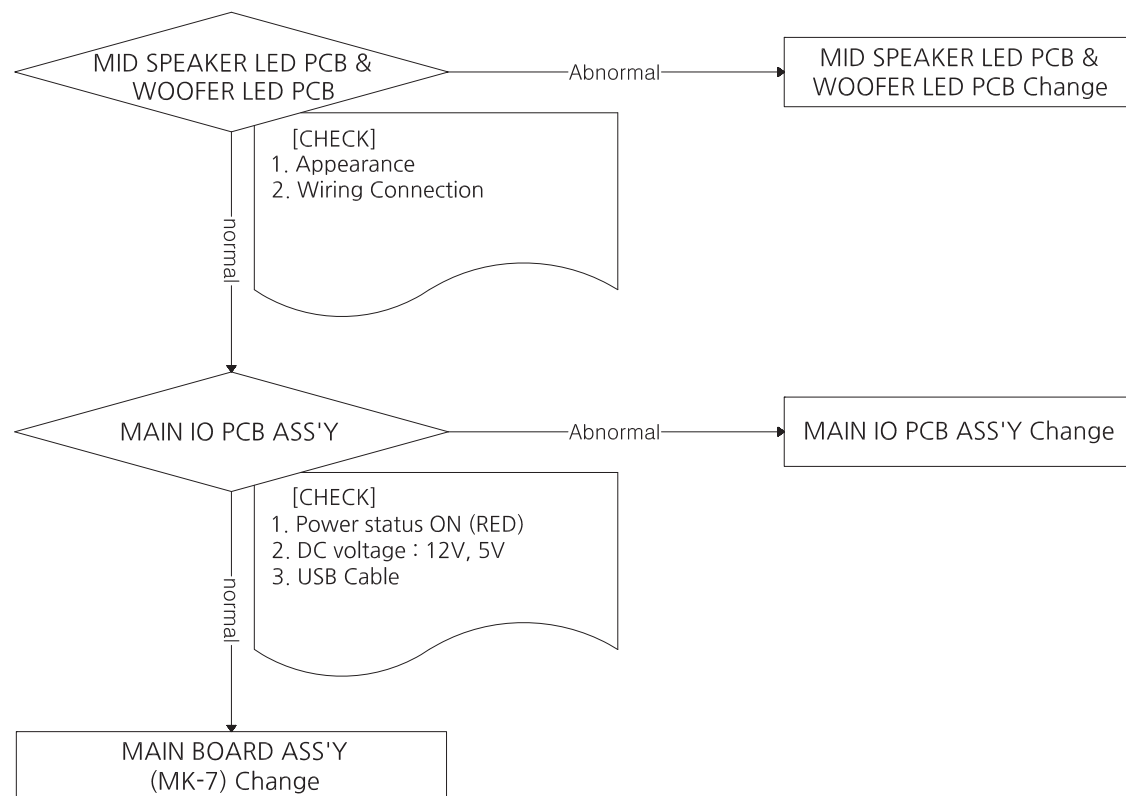 MID SPEAKER LED PCB &
WOOFER LED PCB
Abnormal
MID SPEAKER LED PCB &
WOOFER LED PCB Change
[CHECK]
1. Appearance
2. Wiring Connection
normal
MAIN IO PCB ASS'Y
Abnormal
MAIN IO PCB ASS'Y Change
[CHECK]
1. Power status ON (RED)
2. DC voltage : 12V, 5V
3. USB Cable
normal
MAIN BOARD ASS'Y
(MK-7) Change